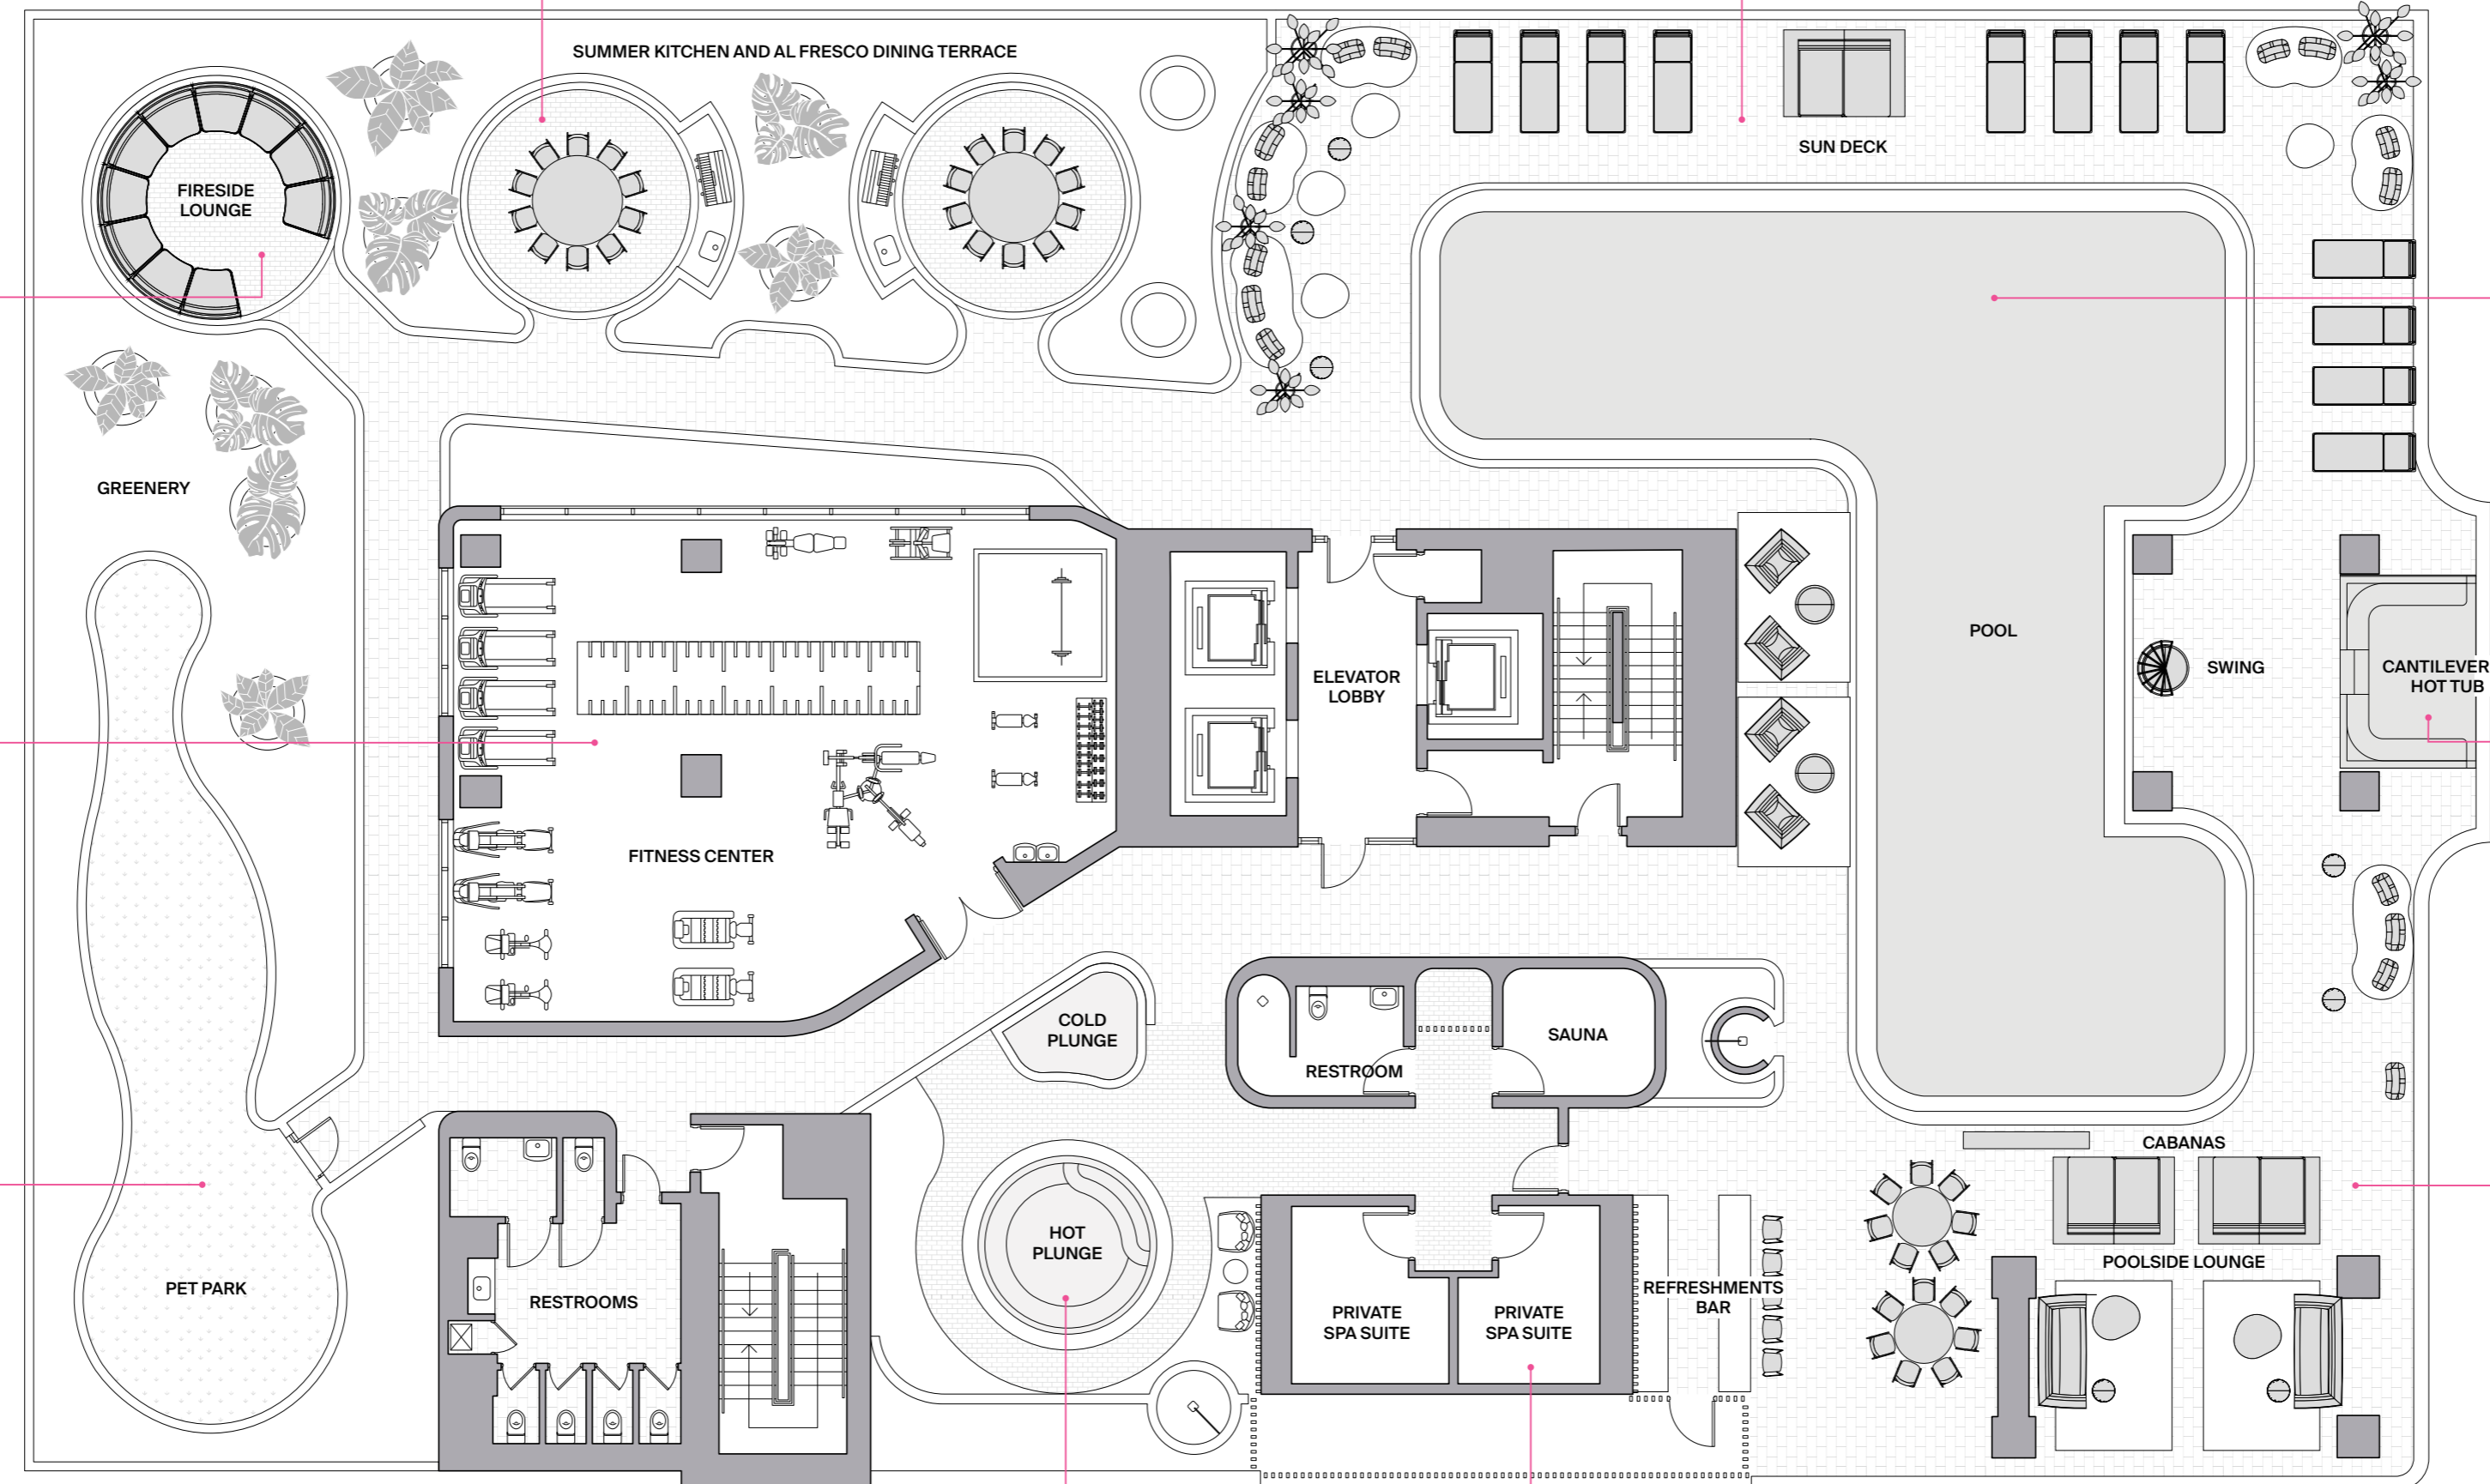 SUMMER KITCHEN AND AL FRESCO DINING TERRACE
SUN DECK
FIRESIDE
LOUNGE
GREENERY
POOL
ELEVATOR
LOBBY
SWING
CANTILEVER
HOT TUB
FITNESS CENTER
COLD
PLUNGE
SAUNA
RESTROOM
CABANAS
HOT
PLUNGE
POOLSIDE LOUNGE
PET PARK
RESTROOMS
PRIVATE
SPA SUITE
PRIVATE
SPA SUITE
REFRESHMENTS
BAR